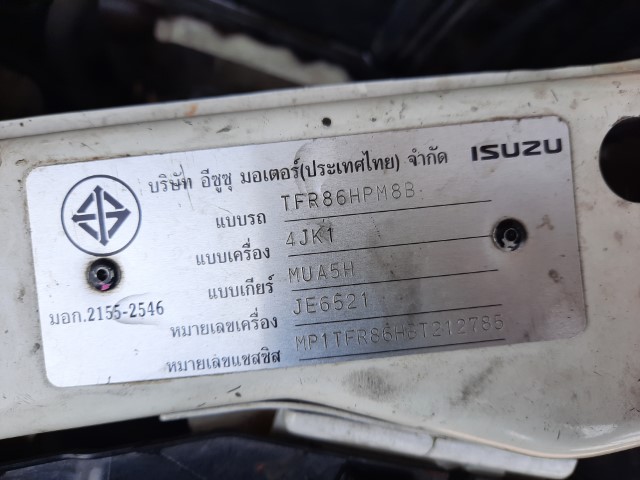 บริษัท อีซูซุ มอเตอร์(ประเทศไทย) จำกัด ISUZU
แบบรถ TFR86HPM8B
แบบเครื่อง 4JK1
แบบเกียร์ MUA5H
มอก.2155-2546
หมายเลขเครื่อง JE6521
หมายเลขแชสซิส MP1TFR86H8T212785